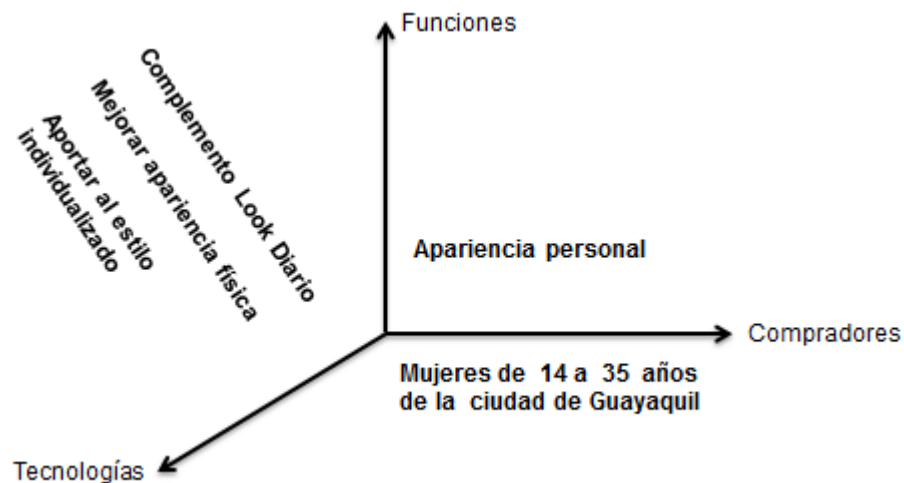 Funciones
Complemento Look Diario
Mejorar apariencia física
Aportar al estilo
individualizado
Apariencia personal
Compradores
Mujeres de 14 a 35 años
de la ciudad de Guayaquil
Tecnologías